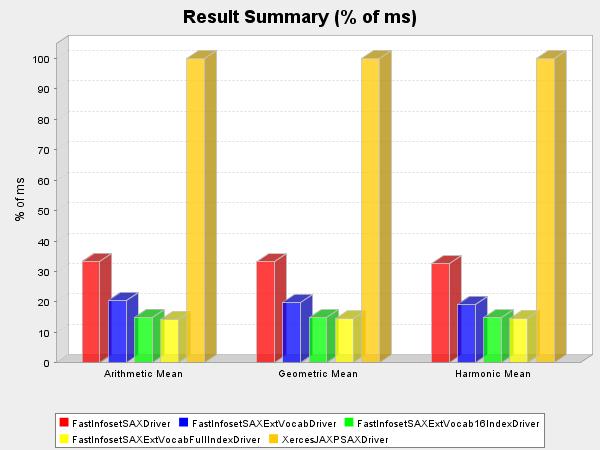 Result Summary (% of ms)
100
90
80
70
60
50
40
30
20
10
0
% of ms
Arithmetic Mean Geometric Mean Harmonic Mean
FastInfosetSAXDriver FastInfosetSAXExtVocabDriver FastInfosetSAXExtVocab16IndexDriver
FastInfosetSAXExtVocabFullIndexDriver XercesJAXPSAXDriver